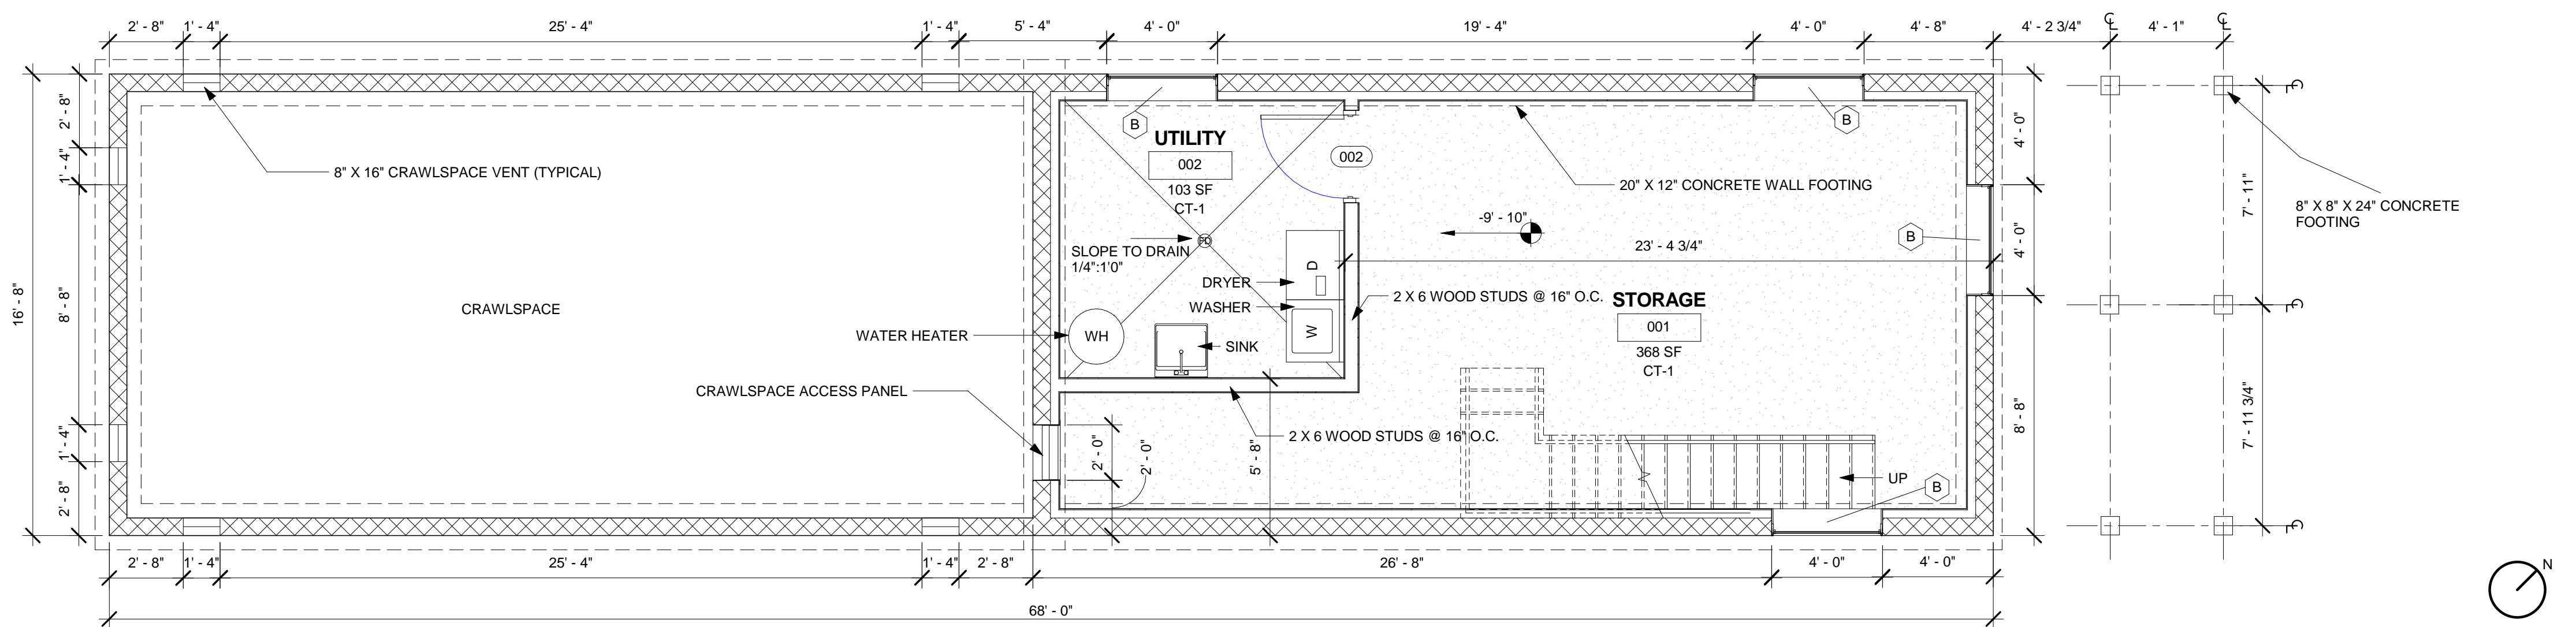 2' - 8"
1' - 4"
25' - 4"
1' - 4"
5' - 4"
4' - 0"
19' - 4"
4' - 0"
4' - 8"
4' - 2 3/4"
4' - 1"
℄
℄
16' - 8"
2' - 8"
1' - 4"
8' - 8"
1' - 4"
2' - 8"
8" X 16" CRAWLSPACE VENT (TYPICAL)
CRAWLSPACE
WATER HEATER
CRAWLSPACE ACCESS PANEL
B
UTILITY
002
103 SF
CT-1
FD
SLOPE TO DRAIN
1/4":1'0"
DRYER
D
WASHER
W
WH
SINK
002
B
20" X 12" CONCRETE WALL FOOTING
-9' - 10"
23' - 4 3/4"
B
2 X 6 WOOD STUDS @ 16" O.C.
STORAGE
001
368 SF
CT-1
2 X 6 WOOD STUDS @ 16" O.C.
2' - 0"
2' - 0"
5' - 8"
UP
B
4' - 0"
4' - 0"
8' - 8"
7' - 11"
7' - 11 3/4"
℄
℄
℄
8" X 8" X 24" CONCRETE
FOOTING
2' - 8"
1' - 4"
25' - 4"
1' - 4"
2' - 8"
26' - 8"
4' - 0"
4' - 0"
68' - 0"
N